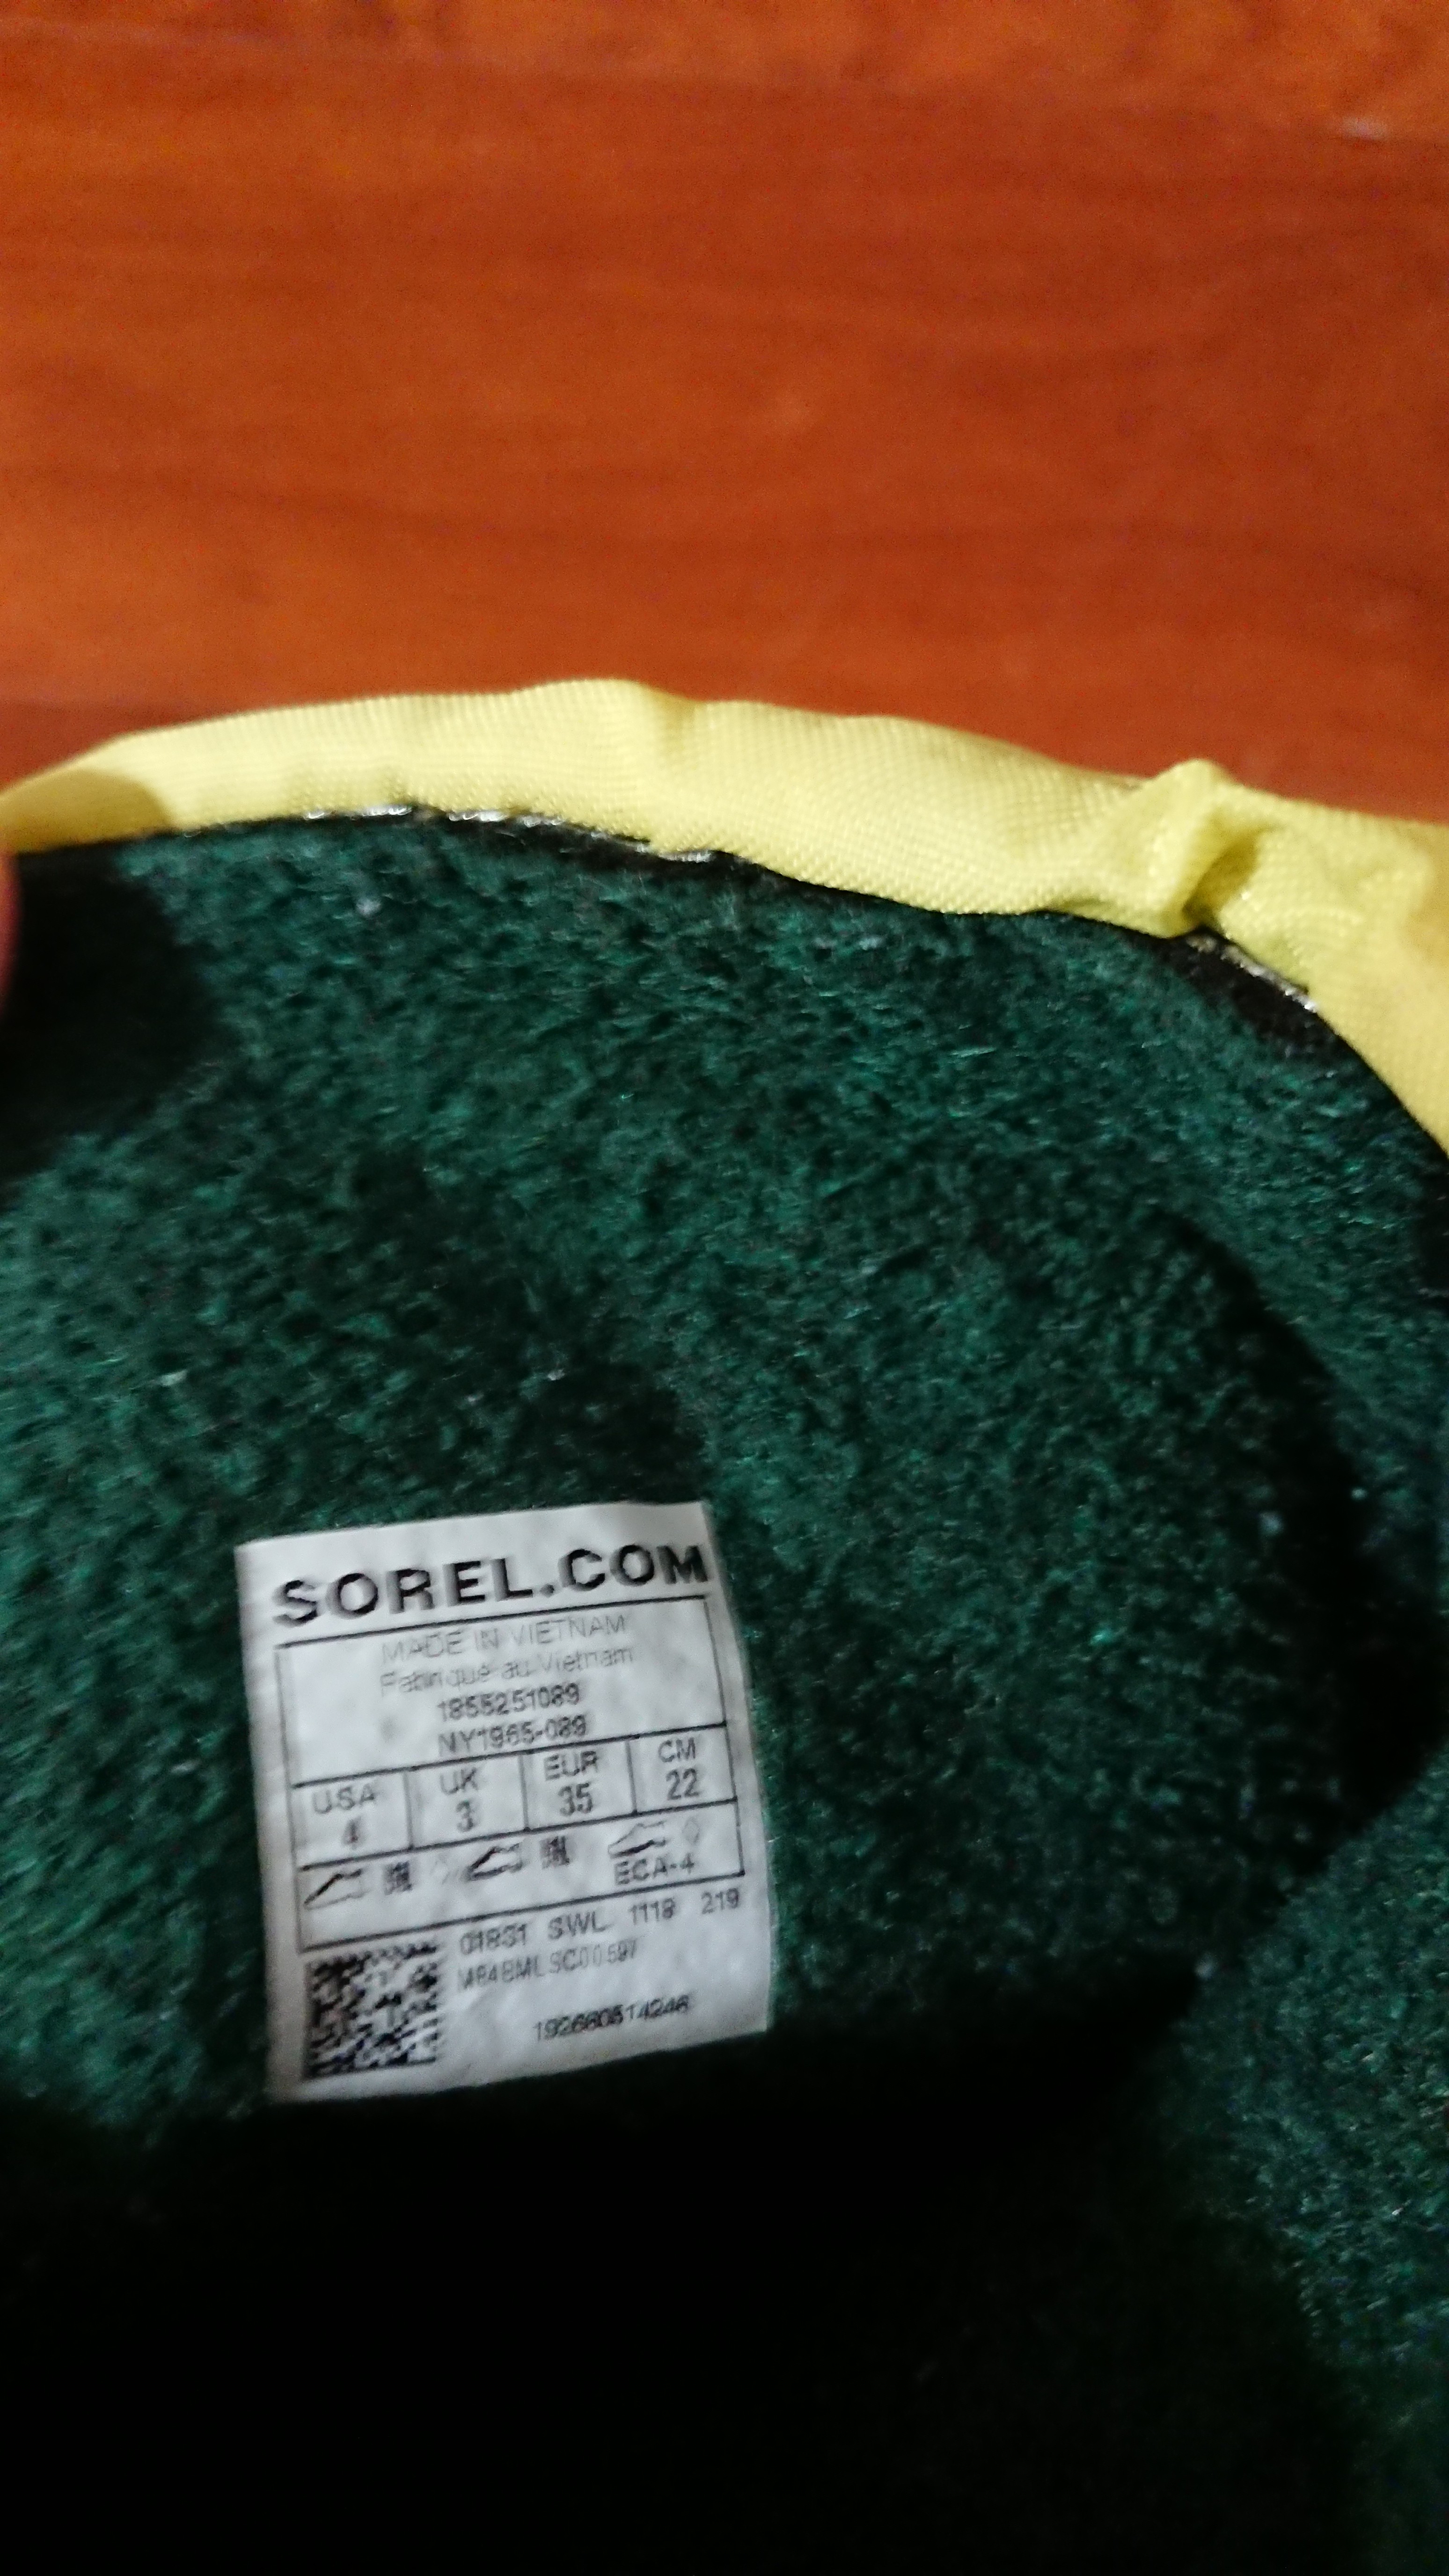 SOREL.COM
MADE IN VIETNAM
Fabriqué au Vietnam
1855251089
NY1965-089
USA UK EUR CM
4 3 35 22
ECA-4
01831 SWL 1118 219
192660514246